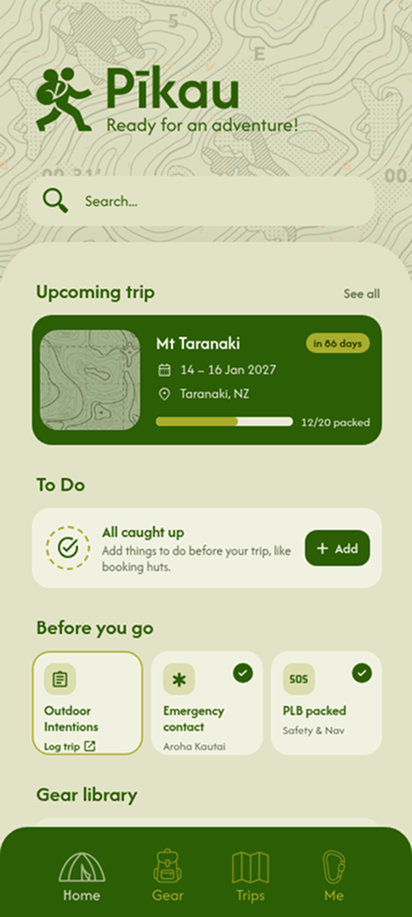 5°
E
Pīkau
Ready for an adventure!
00.
Search...
Upcoming trip
See all
Mt Taranaki
in 86 days
14 – 16 Jan 2027
Taranaki, NZ
12/20 packed
To Do
All caught up
Add things to do before your trip, like
booking huts.
+ Add
Before you go
Outdoor
Intentions
Log trip
Emergency
contact
Aroha Kautai
SOS
PLB packed
Safety & Nav
Gear library
Home
Gear
Trips
Me